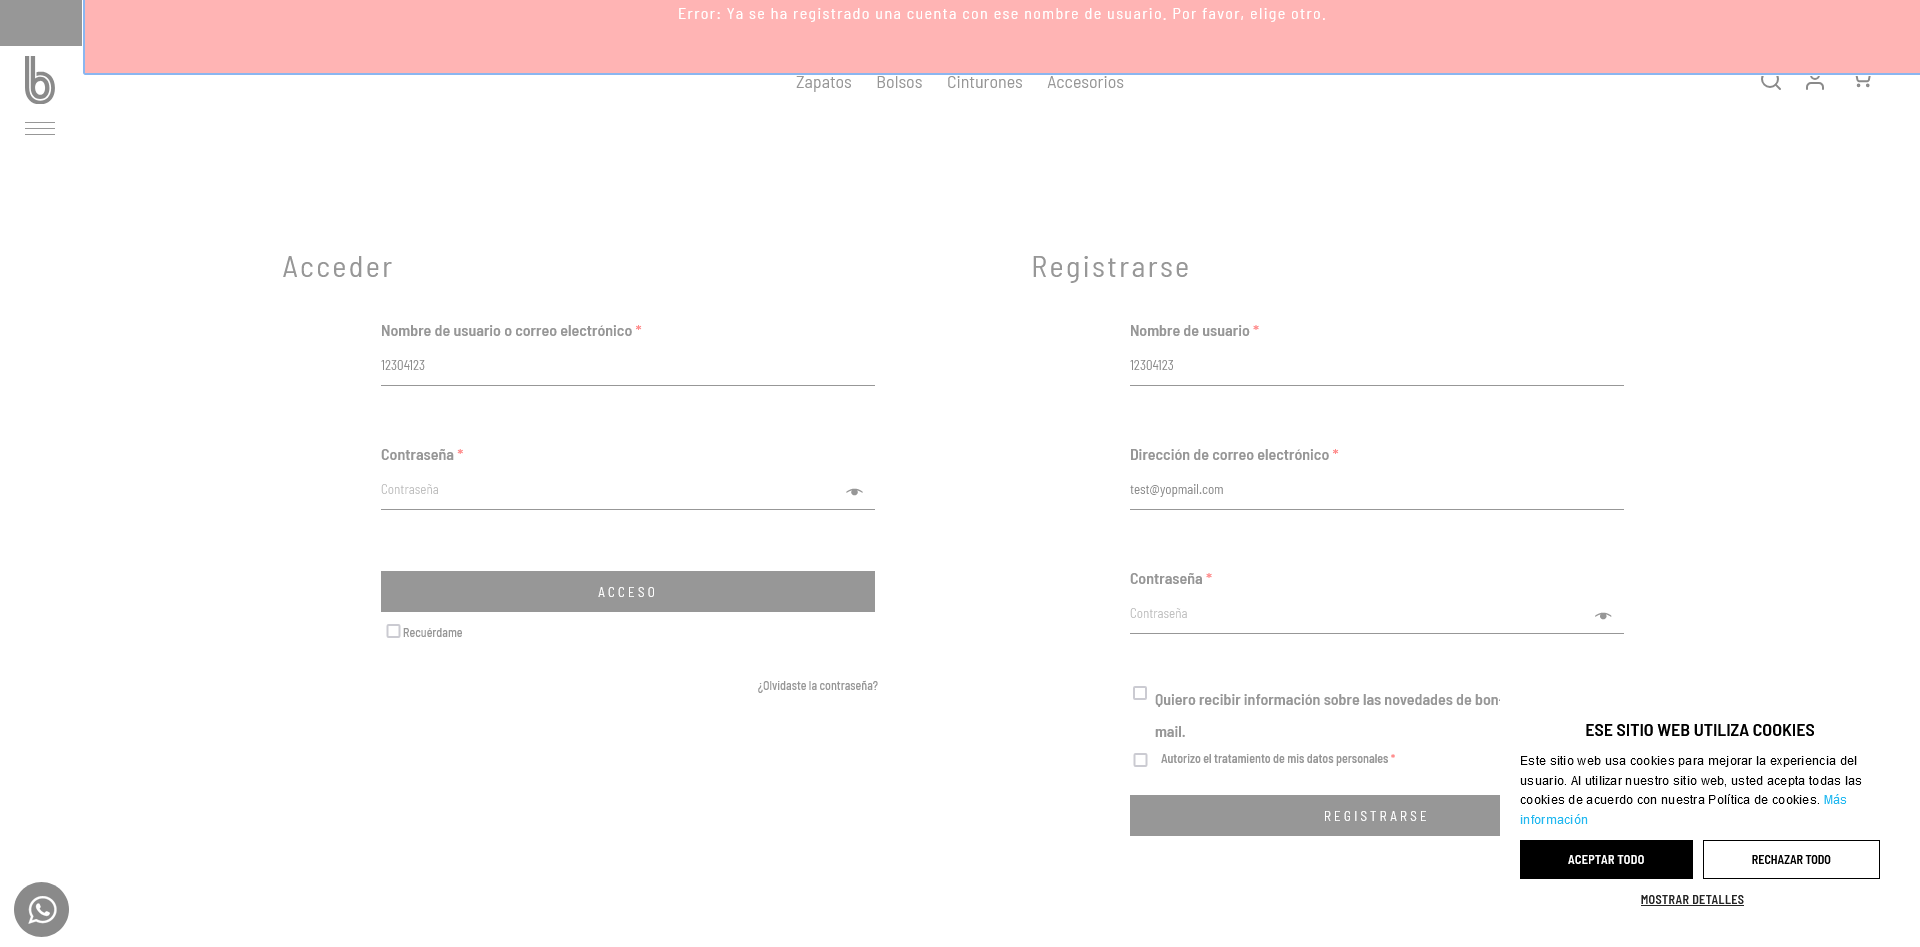 Error: Ya se ha registrado una cuenta con ese nombre de usuario. Por favor, elige otro.
b
Zapatos Bolsos Cinturones Accesorios
Acceder
Nombre de usuario o correo electrónico *
12304123
Contraseña *
Contraseña
ACCESO
Recuérdame
¿Olvidaste la contraseña?
Registrarse
Nombre de usuario *
12304123
Dirección de correo electrónico *
test@yopmail.com
Contraseña *
Contraseña
Quiero recibir información sobre las novedades de bon
mail.
Autorizo el tratamiento de mis datos personales *
REGISTRARSE
ESE SITIO WEB UTILIZA COOKIES
Este sitio web usa cookies para mejorar la experiencia del
usuario. Al utilizar nuestro sitio web, usted acepta todas las
cookies de acuerdo con nuestra Política de cookies. Más
información
ACEPTAR TODO
RECHAZAR TODO
MOSTRAR DETALLES